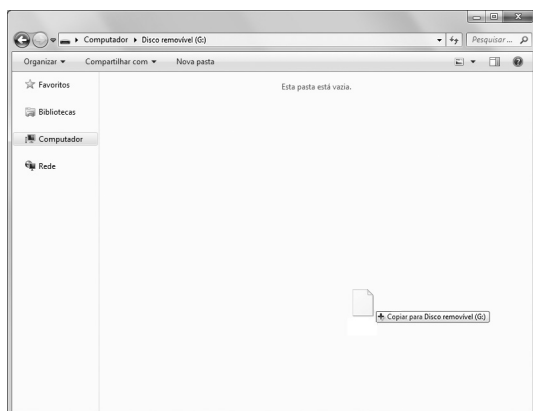 Computador ▸ Disco removível (G:)
Pesquisar ...
Organizar ▾ Compartilhar com ▾ Nova pasta
Favoritos
Esta pasta está vazia.
Bibliotecas
Computador
Rede
Copiar para Disco removível (G:)